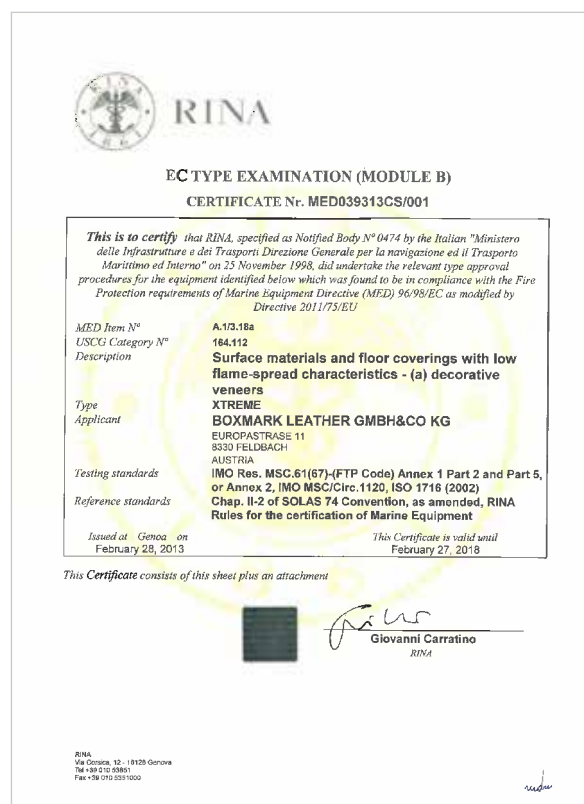 RINA
RINA
1861
EC TYPE EXAMINATION (MODULE B)
CERTIFICATE Nr. MED039313CS/001
This is to certify that RINA, specified as Notified Body N° 0474 by the Italian "Ministero
delle Infrastrutture e dei Trasporti Direzione Generale per la navigazione ed il Trasporto
Marittimo ed Interno" on 25 November 1998, did undertake the relevant type approval
procedures for the equipment identified below which was found to be in compliance with the Fire
Protection requirements of Marine Equipment Directive (MED) 96/98/EC as modified by
Directive 2011/75/EU
MED Item N° A.1/3.18a
USCG Category N° 164.112
Description Surface materials and floor coverings with low
flame-spread characteristics - (a) decorative
veneers
Type XTREME
Applicant BOXMARK LEATHER GMBH&CO KG
EUROPASTRASE 11
8330 FELDBACH
AUSTRIA
Testing standards IMO Res. MSC.61(67)-(FTP Code) Annex 1 Part 2 and Part 5,
or Annex 2, IMO MSC/Circ.1120, ISO 1716 (2002)
Reference standards Chap. II-2 of SOLAS 74 Convention, as amended, RINA
Rules for the certification of Marine Equipment
Issued at Genoa on This Certificate is valid until
February 28, 2013 February 27, 2018
This Certificate consists of this sheet plus an attachment
Giovanni Carratino
RINA
RINA
Via Corsica, 12 - 16128 Genova
Tel +39 010 53851
Fax +39 010 5351000